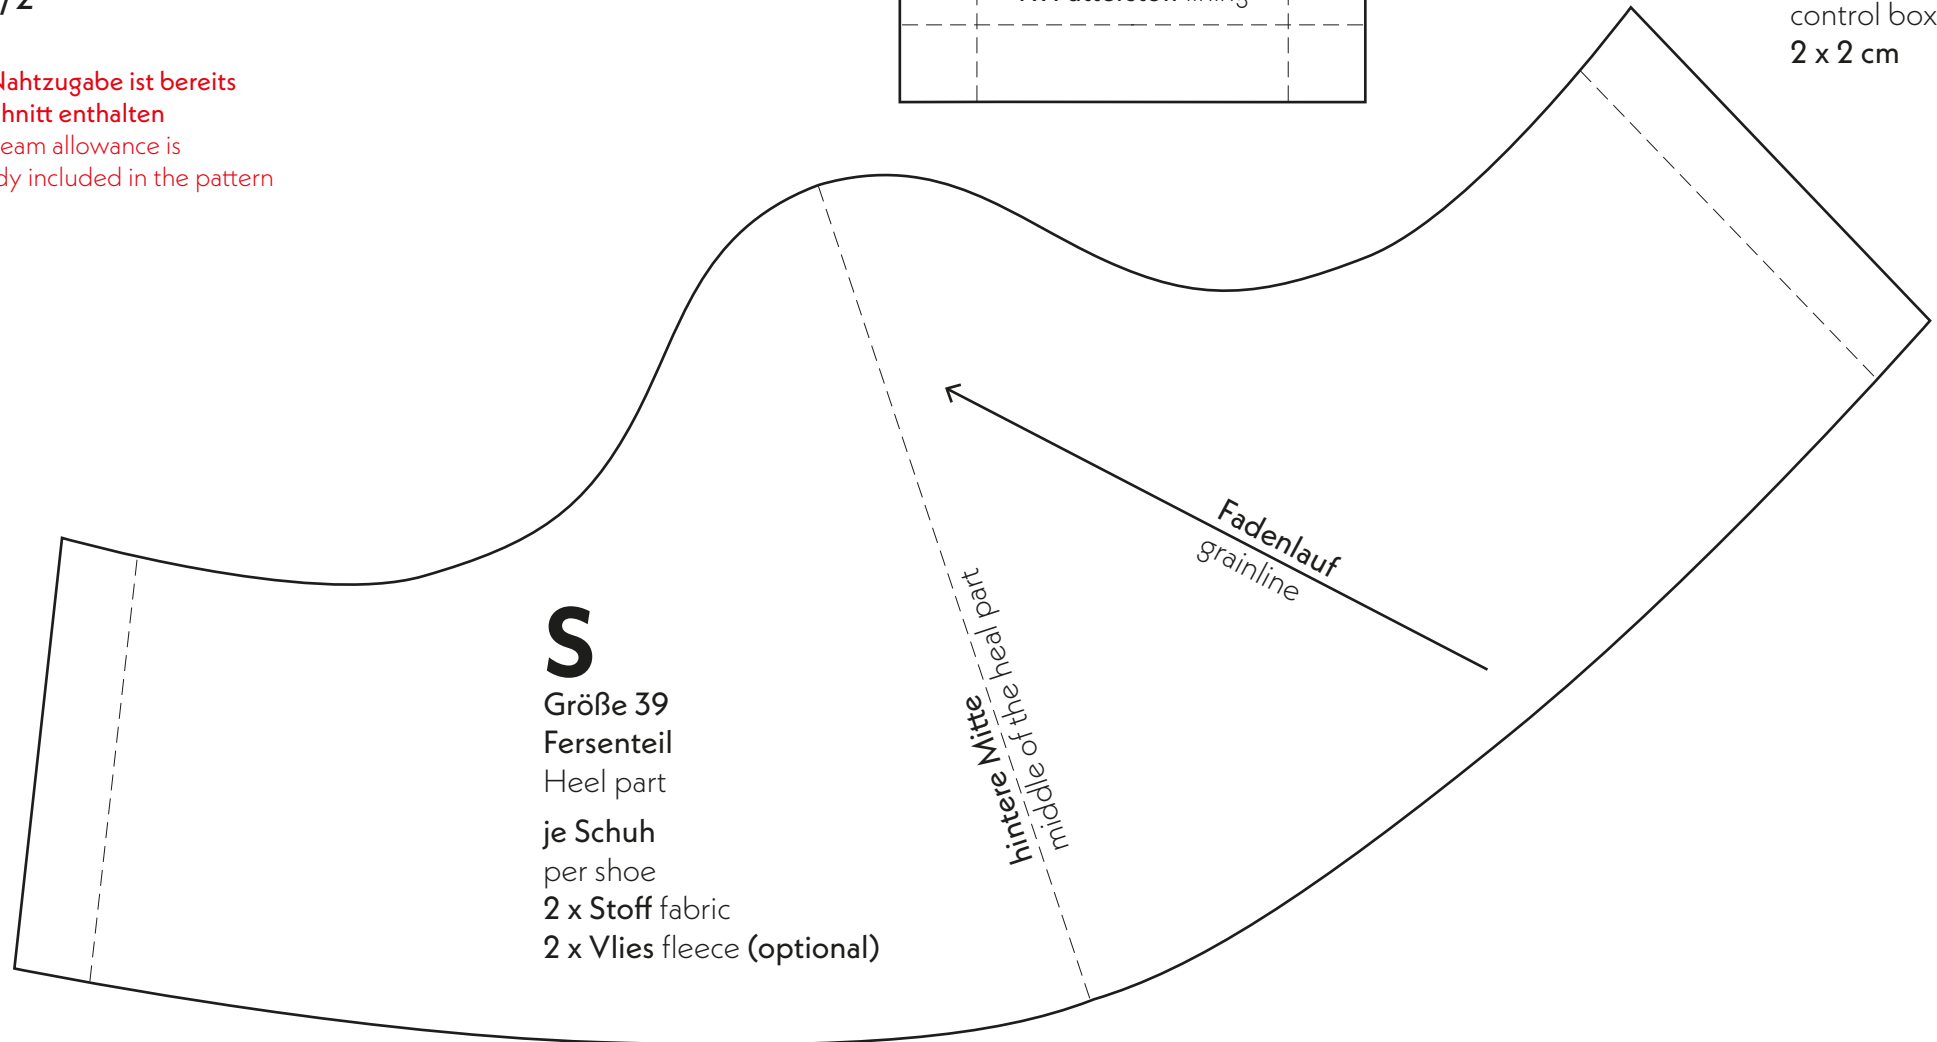 /2
Nahtzugabe ist bereits
hnitt enthalten
eam allowance is
dy included in the pattern
lining
control box
2 x 2 cm
Fadenlauf
grainline
hintere Mitte
middle of the heal part
S
Größe 39
Fersenteil
Heel part
je Schuh
per shoe
2 x Stoff fabric
2 x Vlies fleece (optional)